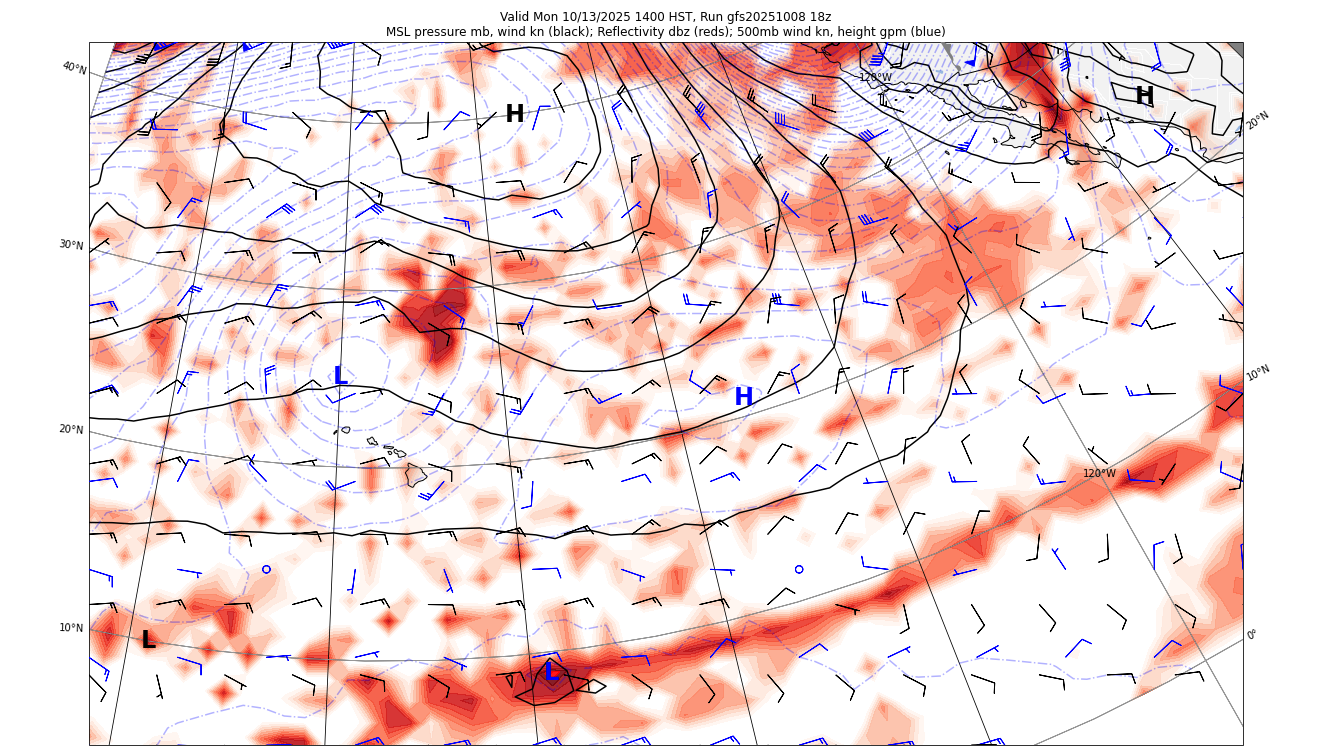 Valid Mon 10/13/2025 1400 HST, Run gfs20251008 18z
MSL pressure mb, wind kn (black); Reflectivity dbz (reds); 500mb wind kn, height gpm (blue)
40°N
120°W
H
H
20°N
30°N
L
H
10°N
20°N
120°W
10°N
L
L
0°